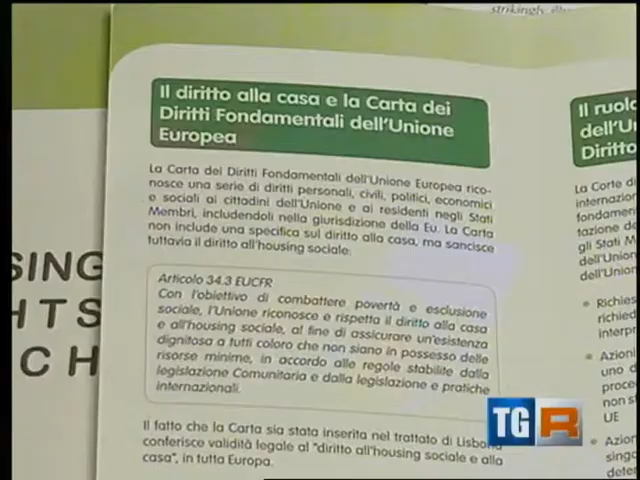 strikingly
Il diritto alla casa e la Carta dei
Diritti Fondamentali dell'Unione
Europea
La Carta dei Diritti Fondamentali dell'Unione Europea rico-
nosce una serie di diritti personali, civili, politici, economici
e sociali ai cittadini dell'Unione e ai residenti negli Stati
Membri, includendoli nella giurisdizione della Eu. La Carta
non include una specifica sul diritto alla casa, ma sancisce
tuttavia il diritto all'housing sociale.
Articolo 34.3 EUCFR
Con l'obiettivo di combattere povertà e esclusione
sociale, l'Unione riconosce e rispetta il diritto alla casa
e all'housing sociale, al fine di assicurare un'esistenza
dignitosa a tutti coloro che non siano in possesso delle
risorse minime, in accordo alle regole stabilite dalla
legislazione Comunitaria e dalla legislazione e pratiche
internazionali.
Il fatto che la Carta sia stata inserita nel trattato di Lisbona
conferisce validità legale al "diritto all'housing sociale e alla
casa", in tutta Europa.
Il ruolo
dell'U
Diritto
La Corte di
internazion
fondamen
tazione de
gli Stati M
dell'Union
dell'Union
• Richies
richied
interpr
• Azioni
uno d
proce
non s
UE
• Azion
singo
deter
SING
HTS
CH
TGR